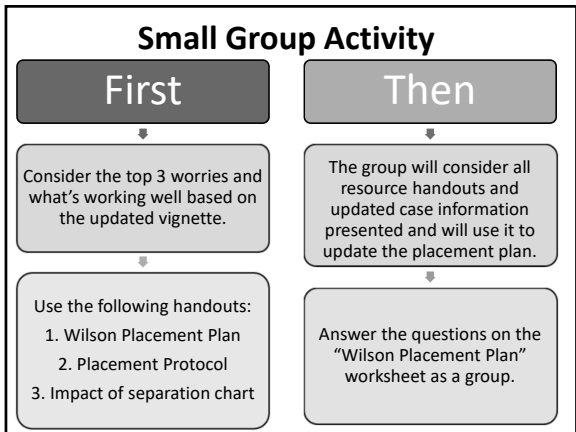 Small Group Activity
First
Consider the top 3 worries and
what's working well based on
the updated vignette.
Use the following handouts:
1. Wilson Placement Plan
2. Placement Protocol
3. Impact of separation chart
Then
The group will consider all
resource handouts and
updated case information
presented and will use it to
update the placement plan.
Answer the questions on the
“Wilson Placement Plan”
worksheet as a group.